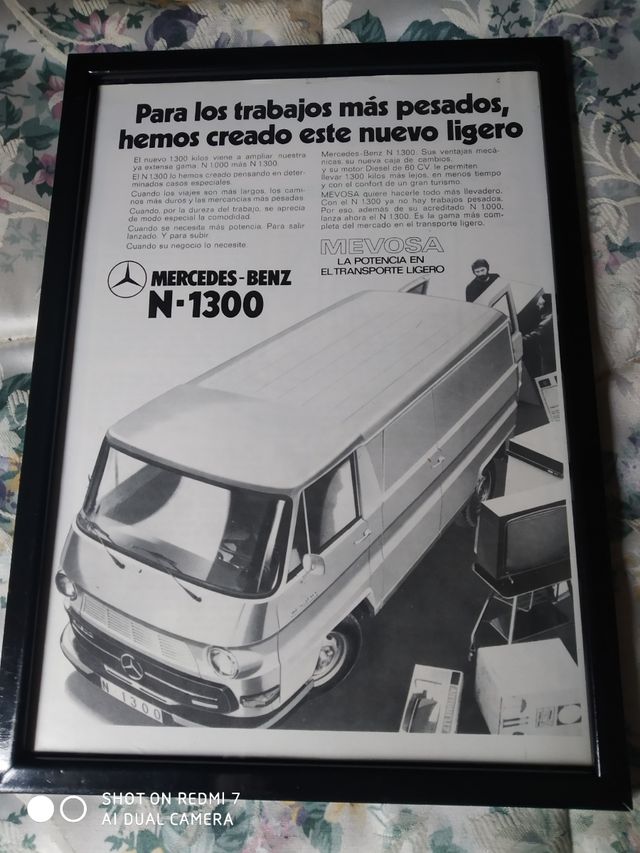 Para los trabajos más pesados,
hemos creado este nuevo ligero
El nuevo 1300 kilos viene a ampliar nuestra
ya extensa gama. N 1.000 más N 1300.
El N 1300 lo hemos creado pensando en deter-
minados casos especiales.
Cuando los viajes son más largos, los cami-
nos más duros y las mercancías más pesadas.
Cuando, por la dureza del trabajo, se aprecia
de modo especial la comodidad.
Cuando se necesita más potencia. Para salir
lanzado. Y para subir.
Cuando su negocio lo necesite.
Mercedes-Benz N 1300. Sus ventajas mecá-
nicas, su nueva caja de cambios,
y su motor Diesel de 60 CV. le permiten
llevar 1300 kilos más lejos, en menos tiempo
y con el confort de un gran turismo.
MEVOSA quiere hacerle todo más llevadero.
Con el N 1300 ya no hay trabajos pesados.
Por eso, además de su acreditado N 1.000,
lanza ahora el N 1300. Es la gama más com-
pleta del mercado en el transporte ligero.
MEVOSA
LA POTENCIA EN
EL TRANSPORTE LIGERO
MERCEDES-BENZ
N-1300
N 1300
SHOT ON REDMI 7
AI DUAL CAMERA